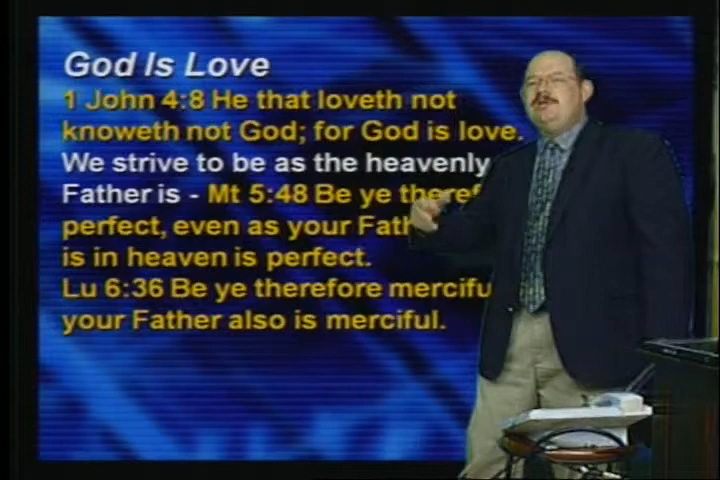 God Is Love
1 John 4:8 He that loveth not
knoweth not God; for God is love.
We strive to be as the heavenly
Father is - Mt 5:48 Be ye
perfect, even as your
is in heaven is perfect.
Lu 6:36 Be ye therefore
your Father also is merciful.